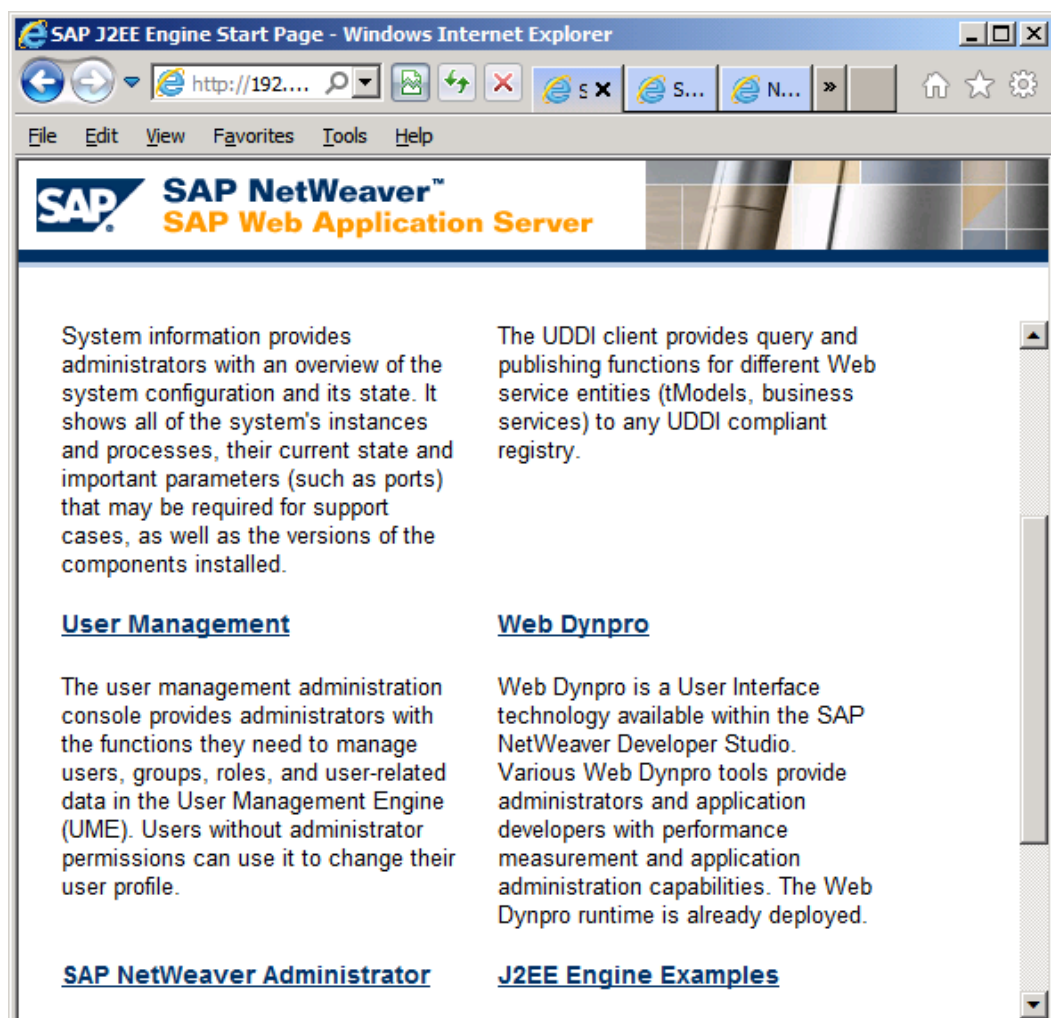 SAP J2EE Engine Start Page - Windows Internet Explorer
http://192....
S
S...
N...
»
File Edit View Favorites Tools Help
SAP
SAP NetWeaver™
SAP Web Application Server
System information provides
administrators with an overview of the
system configuration and its state. It
shows all of the system's instances
and processes, their current state and
important parameters (such as ports)
that may be required for support
cases, as well as the versions of the
components installed.
The UDDI client provides query and
publishing functions for different Web
service entities (tModels, business
services) to any UDDI compliant
registry.
User Management
The user management administration
console provides administrators with
the functions they need to manage
users, groups, roles, and user-related
data in the User Management Engine
(UME). Users without administrator
permissions can use it to change their
user profile.
Web Dynpro
Web Dynpro is a User Interface
technology available within the SAP
NetWeaver Developer Studio.
Various Web Dynpro tools provide
administrators and application
developers with performance
measurement and application
administration capabilities. The Web
Dynpro runtime is already deployed.
SAP NetWeaver Administrator
J2EE Engine Examples